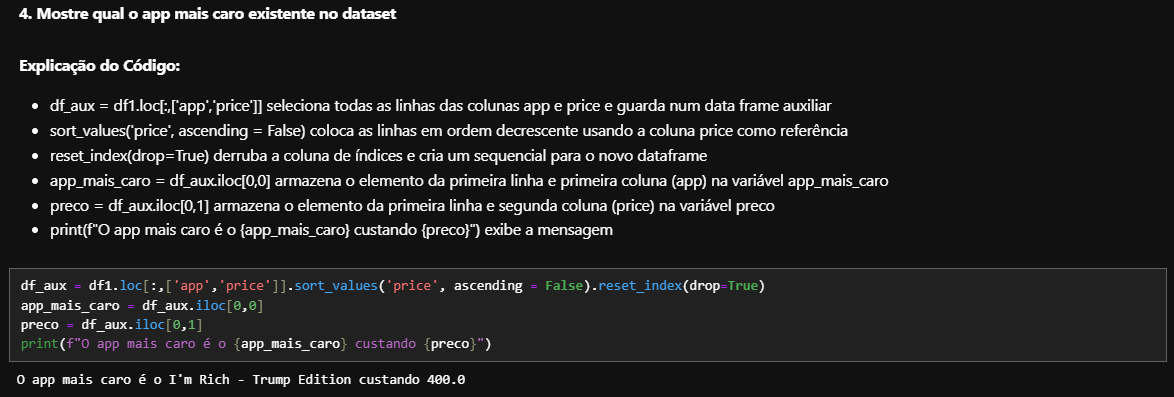 4. Mostre qual o app mais caro existente no dataset
Explicação do Código:
• df_aux = df1.loc[:,['app','price']] seleciona todas as linhas das colunas app e price e guarda num data frame auxiliar
• sort_values('price', ascending = False) coloca as linhas em ordem decrescente usando a coluna price como referência
• reset_index(drop=True) derruba a coluna de índices e cria um sequencial para o novo dataframe
• app_mais_caro = df_aux.iloc[0,0] armazena o elemento da primeira linha e primeira coluna (app) na variável app_mais_caro
• preco = df_aux.iloc[0,1] armazena o elemento da primeira linha e segunda coluna (price) na variável preco
• print(f"O app mais caro é o {app_mais_caro} custando {preco}") exibe a mensagem
df_aux = df1.loc[:,['app','price']].sort_values('price', ascending = False).reset_index(drop=True)
app_mais_caro = df_aux.iloc[0,0]
preco = df_aux.iloc[0,1]
print(f"O app mais caro é o {app_mais_caro} custando {preco}")
O app mais caro é o I'm Rich - Trump Edition custando 400.0